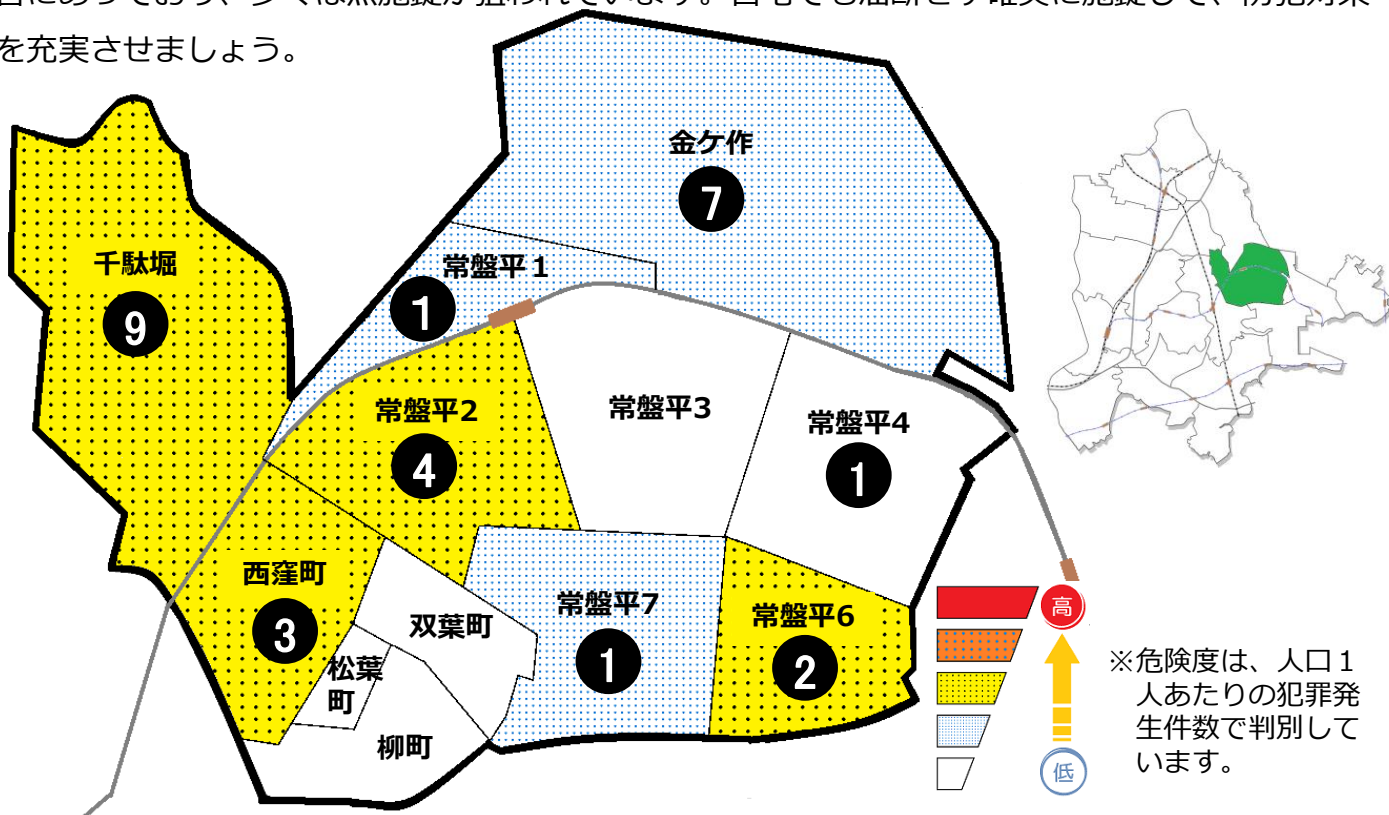 を充実させましょう。
金ケ作
7
千駄堀
9
常盤平１
1
常盤平2
4
常盤平3
常盤平4
1
西窪町
3
双葉町
松葉
町
柳町
常盤平7
1
常盤平6
2
高
低
※危険度は、人口１
人あたりの犯罪発
生件数で判別して
います。